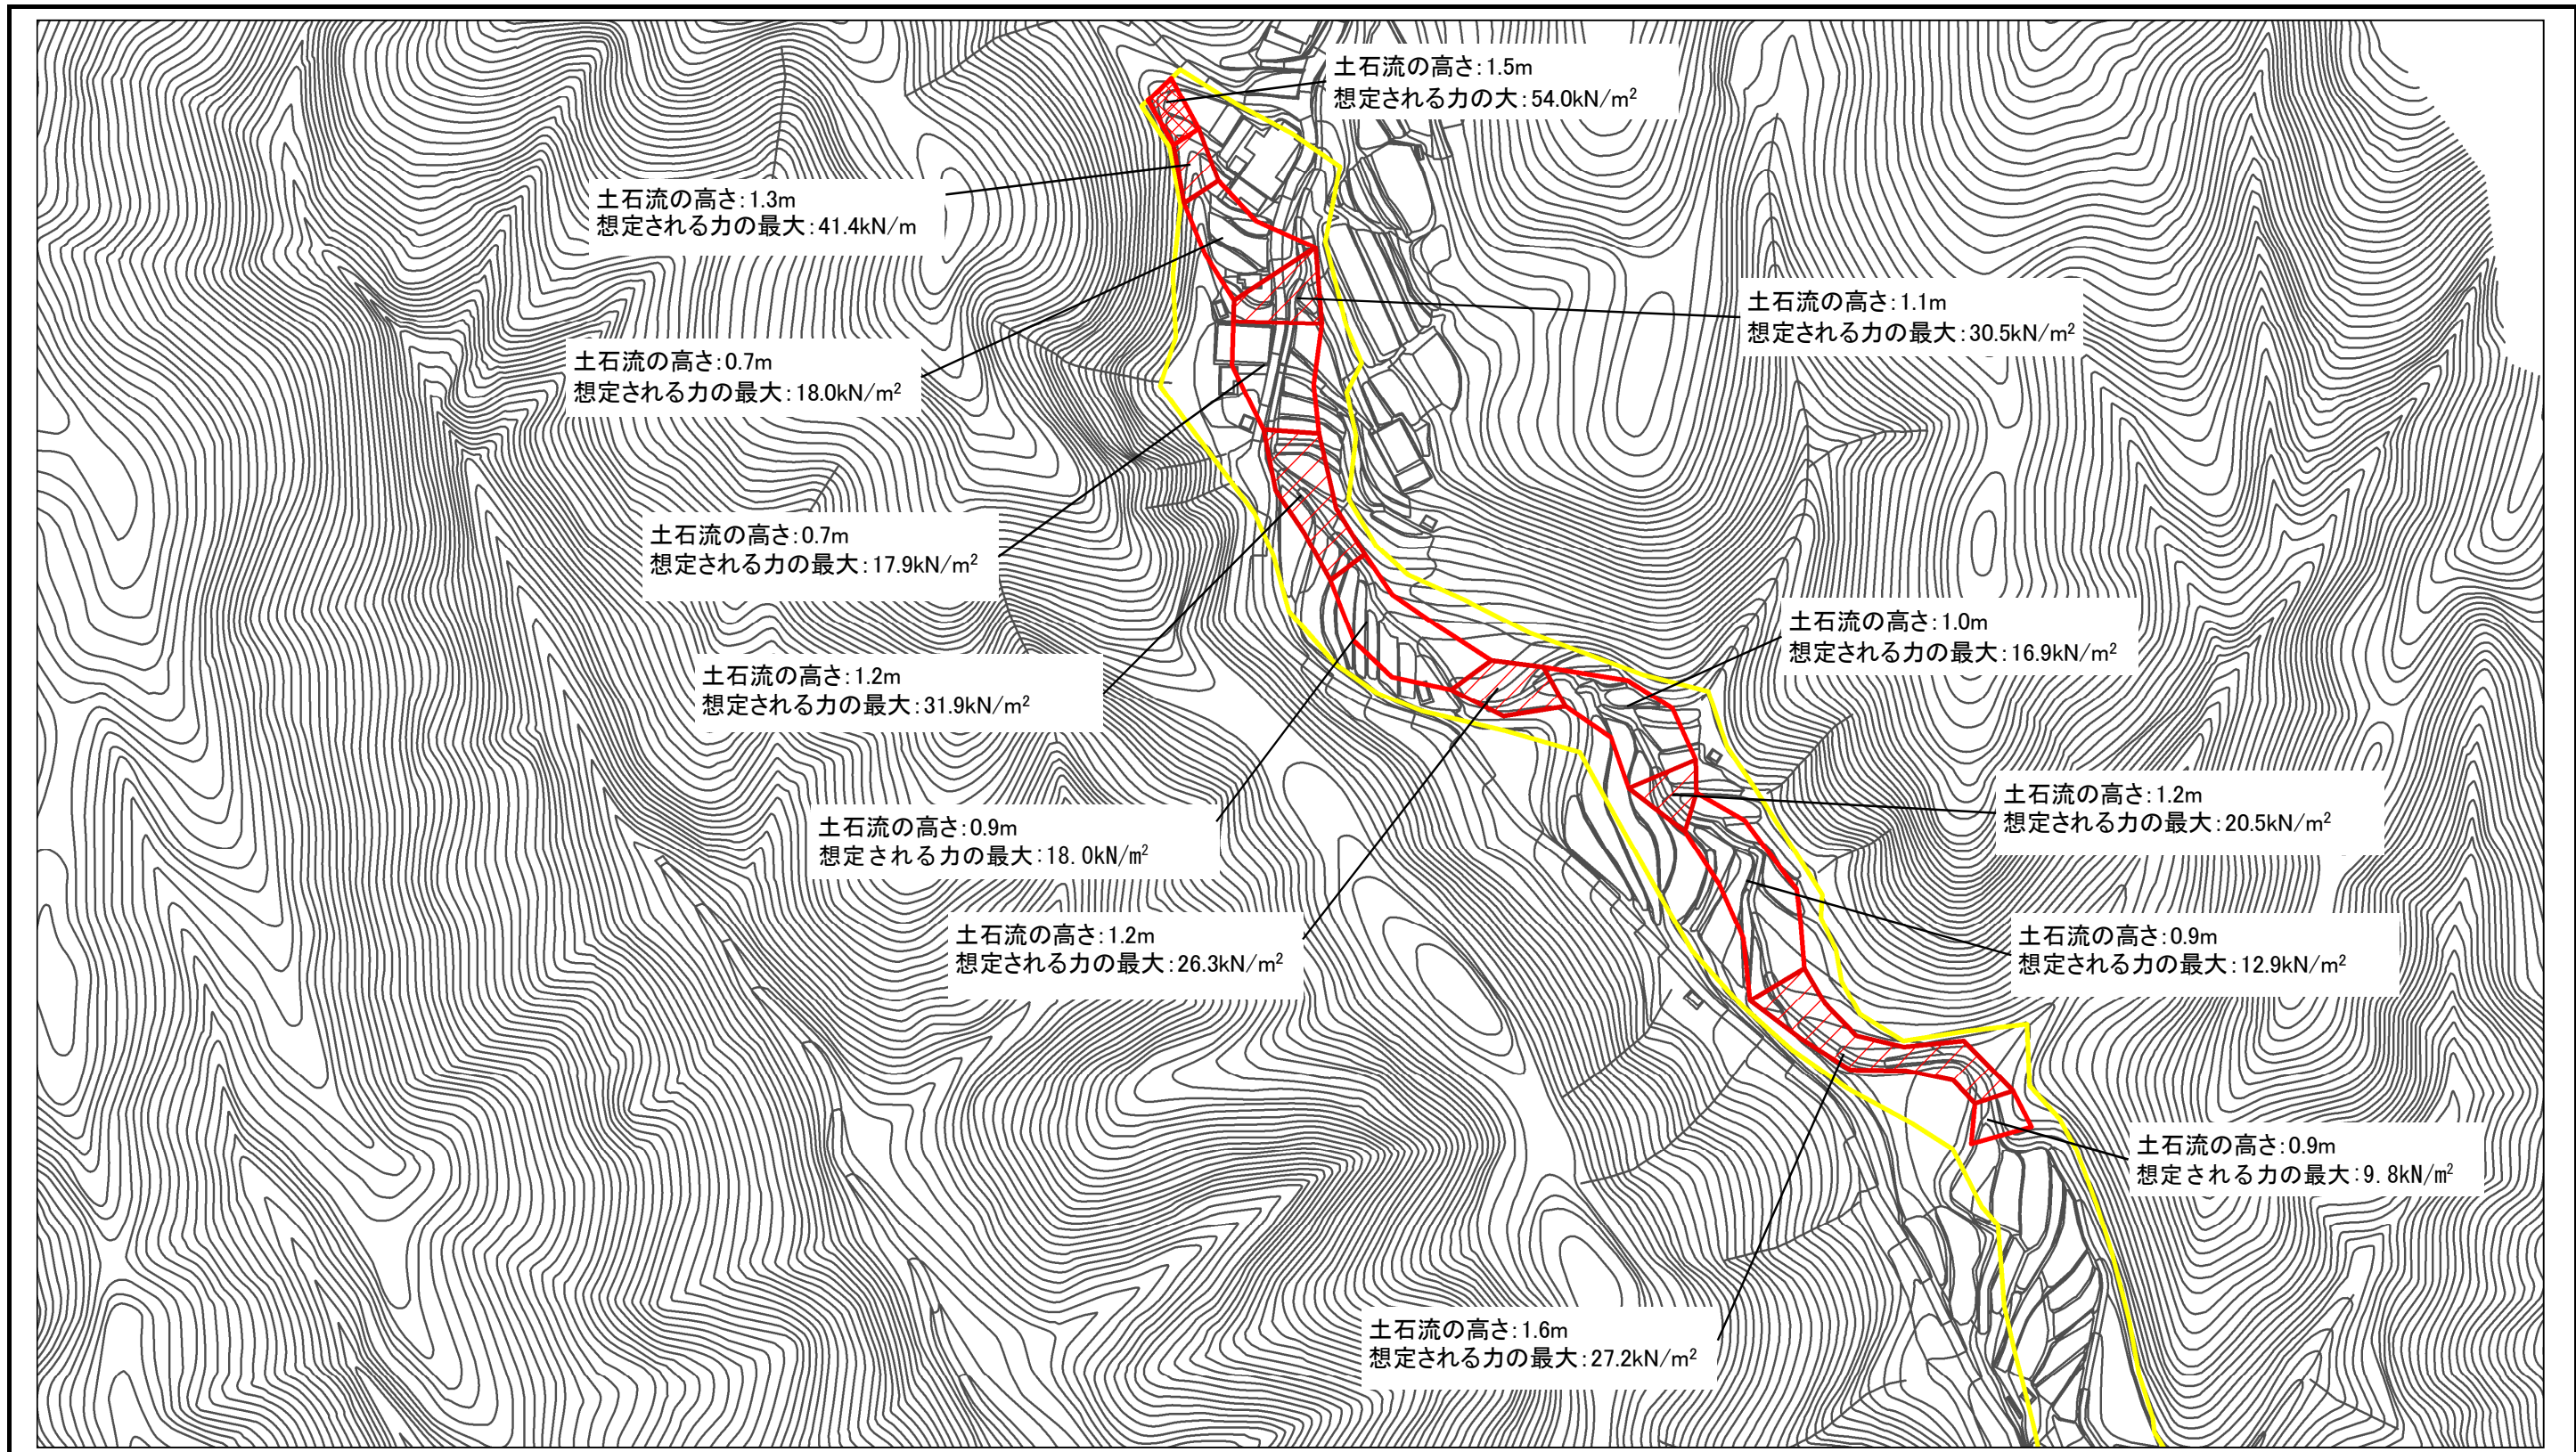 土石流の高さ:1.5m
想定される力の大:54.0kN/m²
土石流の高さ:1.3m
想定される力の最大:41.4kN/m
土石流の高さ:1.1m
想定される力の最大:30.5kN/m²
土石流の高さ:0.7m
想定される力の最大:18.0kN/m²
土石流の高さ:0.7m
想定される力の最大:17.9kN/m²
土石流の高さ:1.0m
想定される力の最大:16.9kN/m²
土石流の高さ:1.2m
想定される力の最大:31.9kN/m²
土石流の高さ:1.2m
想定される力の最大:20.5kN/m²
土石流の高さ:0.9m
想定される力の最大:18.0kN/m²
土石流の高さ:1.2m
想定される力の最大:26.3kN/m²
土石流の高さ:0.9m
想定される力の最大:12.9kN/m²
土石流の高さ:0.9m
想定される力の最大:9.8kN/m²
土石流の高さ:1.6m
想定される力の最大:27.2kN/m²